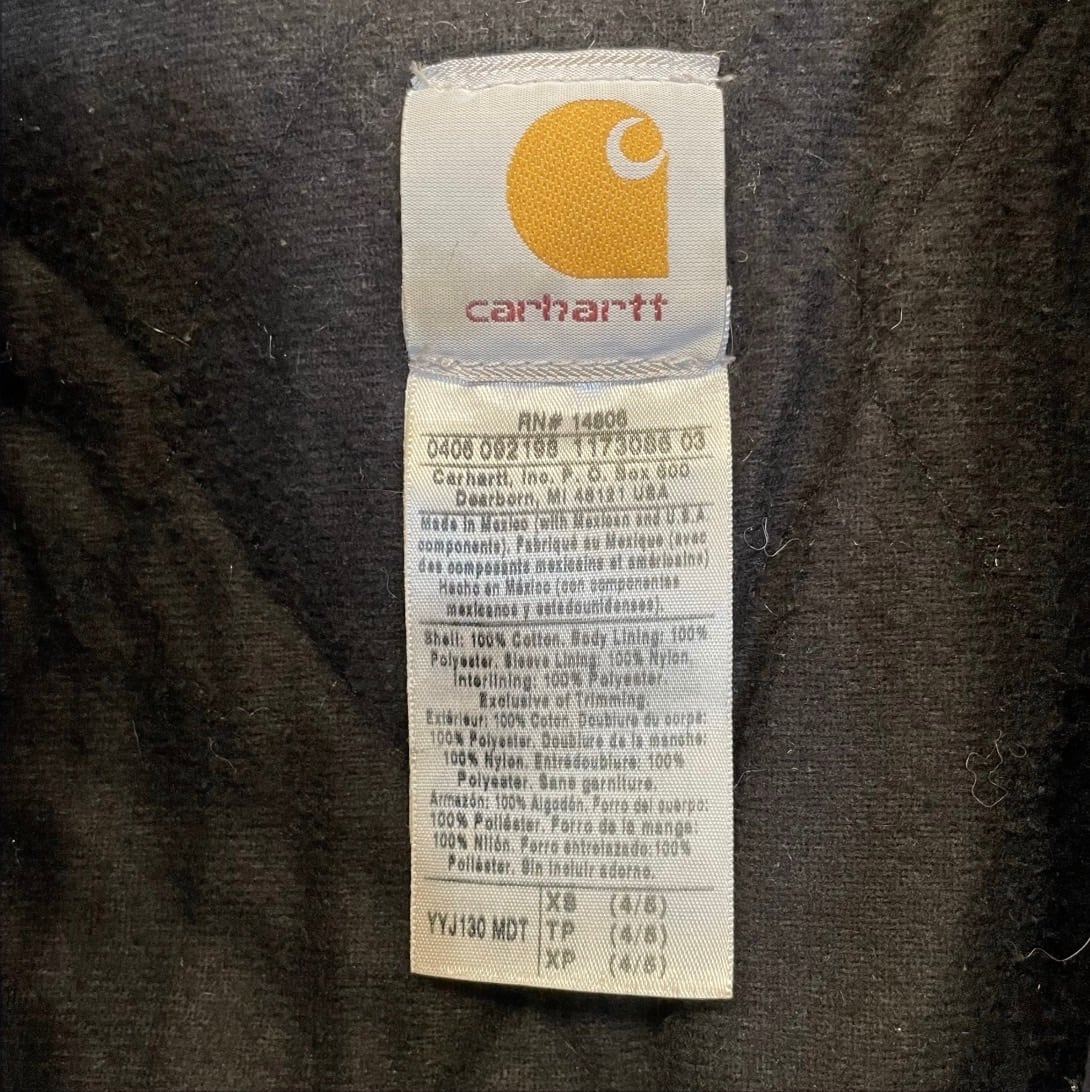 carhartt
RN# 14806
0406 092198 1173086 03
Carhartt, Inc. P. O. Box 600
Dearborn, MI 48121 USA
Made in Mexico (with Mexican and U.S.A
components). Fabriqué au Mexique (avec
des composants mexicains et américains)
Hecho en México (con componentes
mexicanos y estadounidenses).
Shell: 100% Cotton. Body Lining: 100%
Polyester. Sleeve Lining: 100% Nylon.
Interlining: 100% Polyester.
Exclusive of Trimming.
Extérieur: 100% Coton. Doublure du corps:
100% Polyester. Doublure de la manche:
100% Nylon. Entredoublure: 100%
Polyester. Sans garniture.
Armazón: 100% Algodón. Forro del cuerpo:
100% Poliéster. Forro de la manga:
100% Nilón. Forro entrelazado: 100%
Poliéster. Sin incluir adorno.
YYJ130 MDT
XS (4/5)
TP (4/5)
XP (4/5)